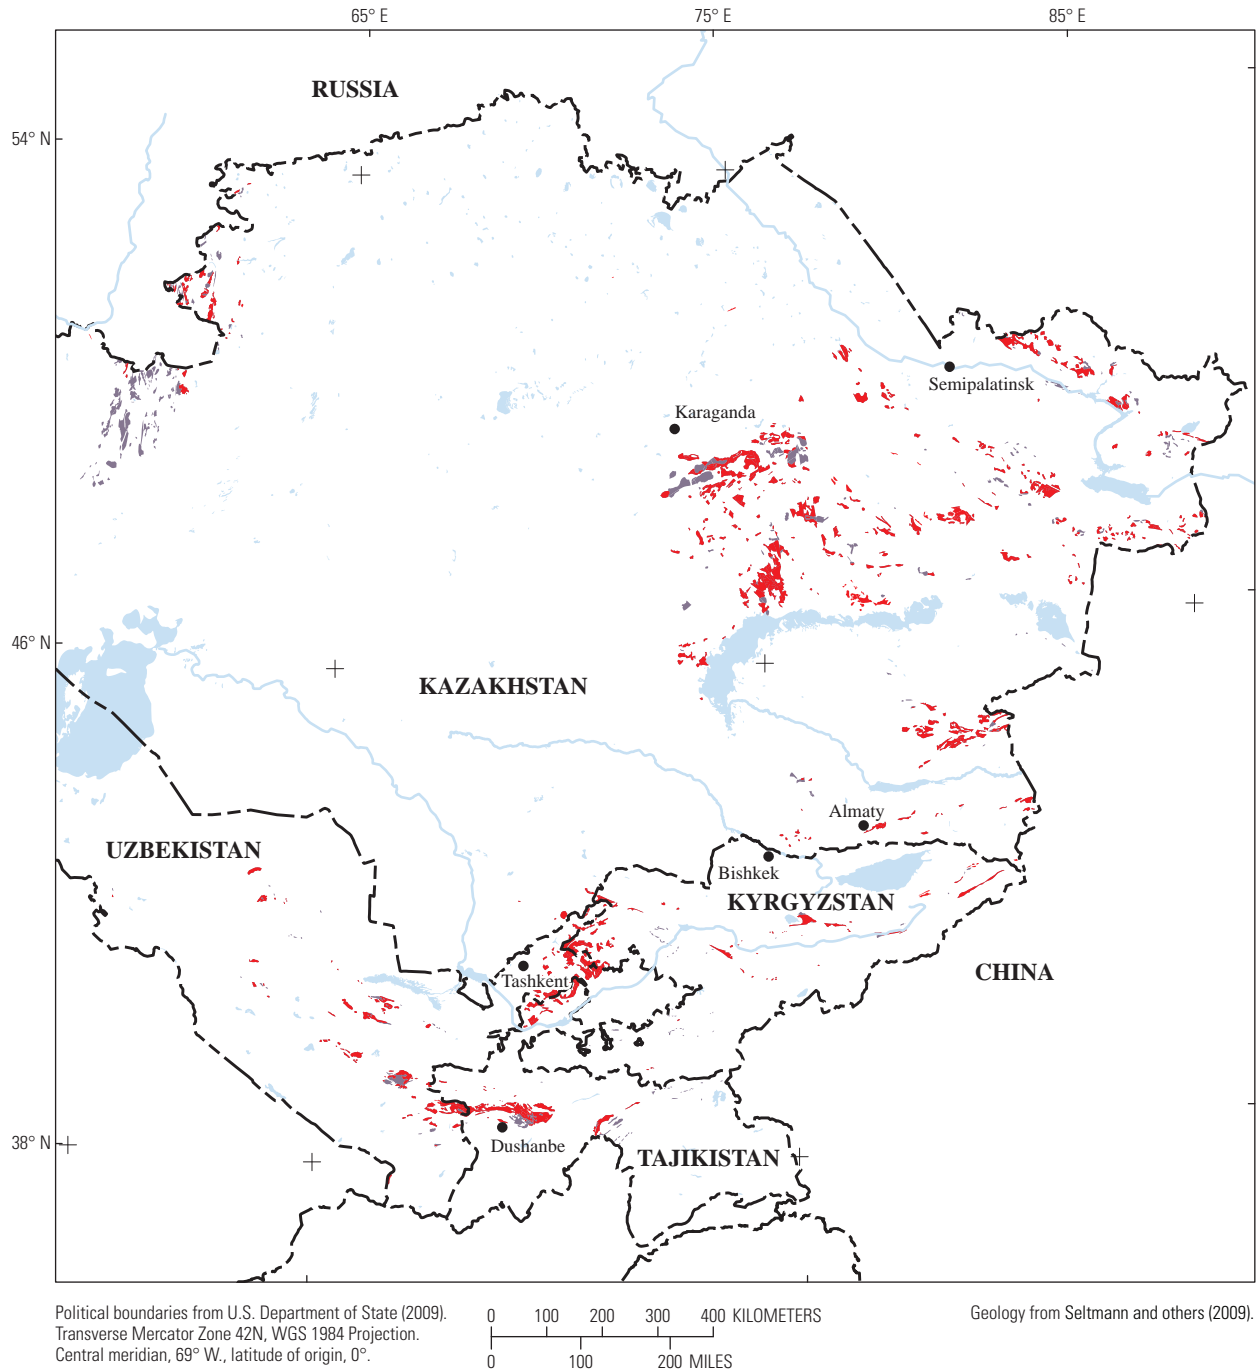 65° E
75° E
85° E
RUSSIA
54° N
Semipalatinsk
Karaganda
46° N
KAZAKHSTAN
Almaty
UZBEKISTAN
Bishkek
KYRGYZSTAN
CHINA
Tashkent
38° N
Dushanbe
TAJIKISTAN
Political boundaries from U.S. Department of State (2009).
Transverse Mercator Zone 42N, WGS 1984 Projection.
Central meridian, 69° W., latitude of origin, 0°.
0 100 200 300 400 KILOMETERS
0 100 200 MILES
Geology from Seltmann and others (2009).